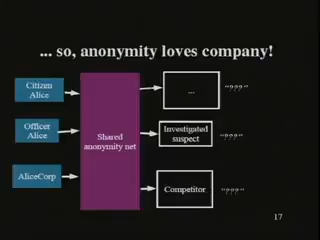 ... so, anonymity loves company!
Citizen
Alice
...
"???"
Officer
Alice
Shared
anonymity net
Investigated
suspect
"???"
AliceCorp
Competitor
"???"
17